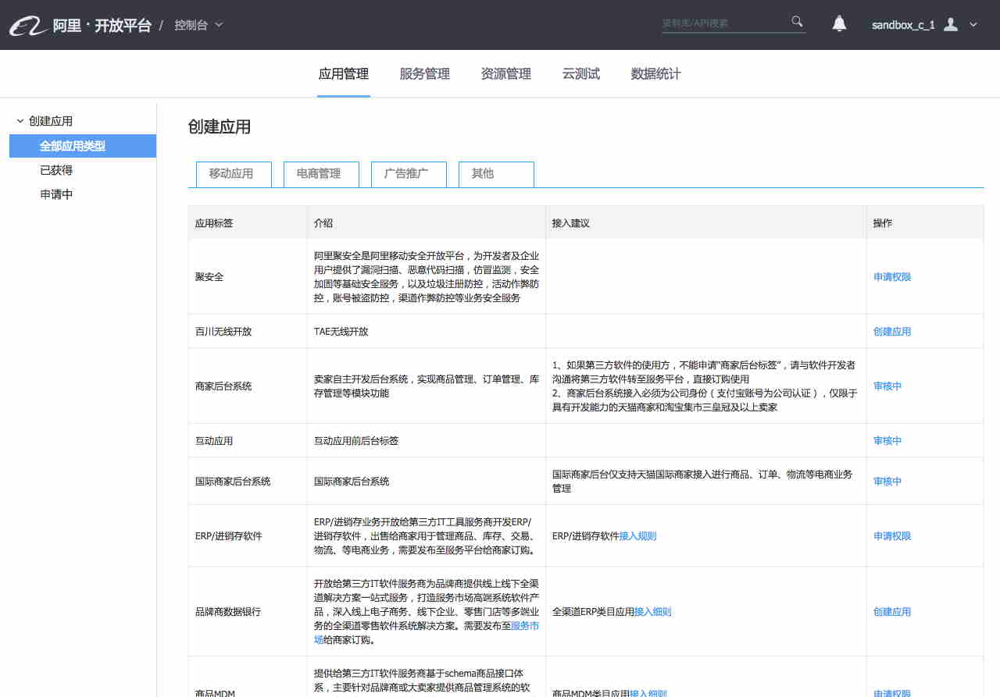 阿里·开放平台 / 控制台
资料库/API搜索
sandbox_c_1
应用管理 服务管理 资源管理 云测试 数据统计
创建应用
全部应用类型
已获得
申请中
创建应用
移动应用 电商管理 广告推广 其他
应用标签 介绍 接入建议 操作
聚安全
阿里聚安全是阿里移动安全开放平台，为开发者及企业
用户提供了漏洞扫描、恶意代码扫描，仿冒监测，安全
加固等基础安全服务，以及垃圾注册防控，活动作弊防
控，账号被盗防控，渠道作弊防控等业务安全服务
申请权限
百川无线开放 TAE无线开放 创建应用
商家后台系统
卖家自主开发后台系统，实现商品管理、订单管理、库
存管理等模块功能
1、如果第三方软件的使用方，不能申请"商家后台标签"，请与软件开发者
沟通将第三方软件转至服务平台，直接订购使用
2、商家后台系统接入必须为公司身份（支付宝账号为公司认证），仅限于
具有开发能力的天猫商家和淘宝集市三皇冠及以上卖家
审核中
互动应用 互动应用前后台标签 审核中
国际商家后台系统 国际商家后台系统
国际商家后台仅支持天猫国际商家接入进行商品、订单、物流等电商业务
管理
审核中
ERP/进销存软件
ERP/进销存业务开放给第三方IT工具服务商开发ERP/
进销存软件，出售给商家用于管理商品、库存、交易、
物流、等电商业务，需要发布至服务平台给商家订购。
ERP/进销存软件接入规则
申请权限
品牌商数据银行
开放给第三方IT软件服务商为品牌商提供线上线下全渠
道解决方案一站式服务，打造服务市场高端系统软件产
品，深入线上电子商务、线下企业、零售门店等多端业
务的全渠道零售软件系统解决方案。需要发布至服务市
场给商家订购。
全渠道ERP类目应用接入细则
创建应用
商品MDM
提供给第三方IT软件服务商基于schema商品接口体
系，主要针对品牌商或大卖家提供商品管理系统的软
商品MDM类目应用接入细则
申请权限